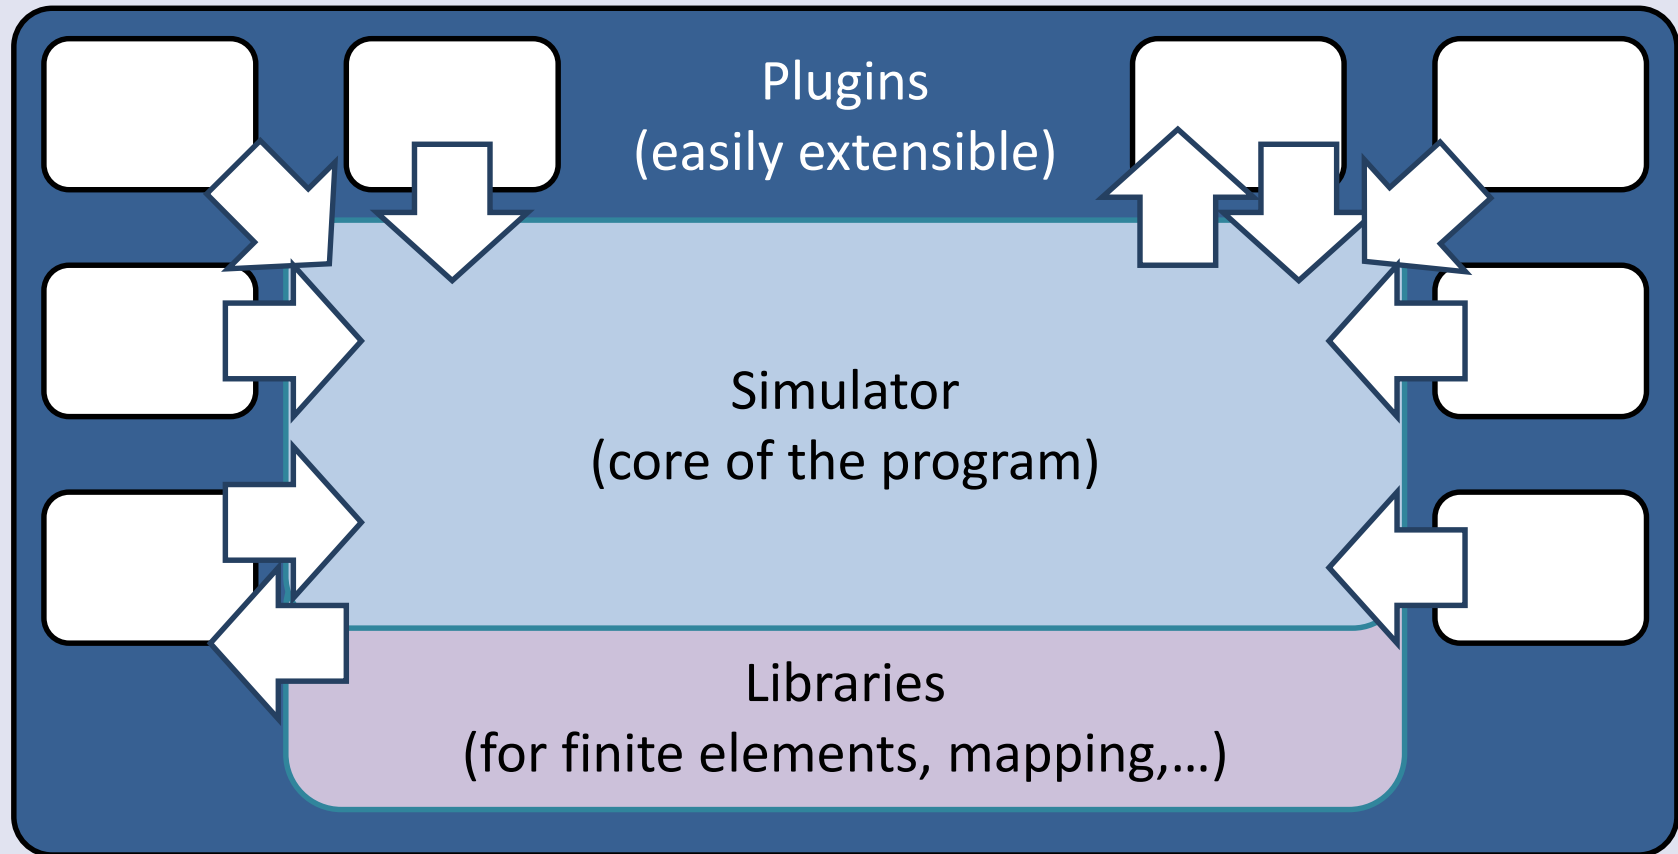 Plugins
(easily extensible)
Simulator
(core of the program)
Libraries
(for finite elements, mapping,...)